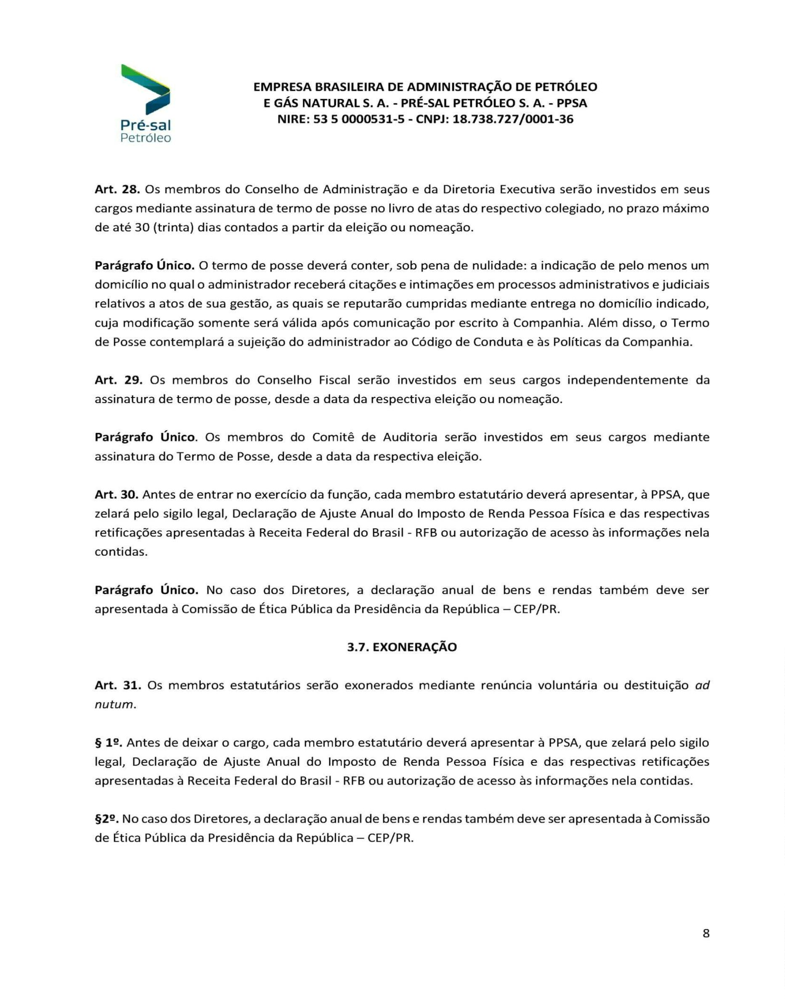 Pré-sal
Petróleo
EMPRESA BRASILEIRA DE ADMINISTRAÇÃO DE PETRÓLEO
E GÁS NATURAL S. A. - PRÉ-SAL PETRÓLEO S. A. - PPSA
NIRE: 53 5 0000531-5 - CNPJ: 18.738.727/0001-36
Art. 28. Os membros do Conselho de Administração e da Diretoria Executiva serão investidos em seus
cargos mediante assinatura de termo de posse no livro de atas do respectivo colegiado, no prazo máximo
de até 30 (trinta) dias contados a partir da eleição ou nomeação.
Parágrafo Único. O termo de posse deverá conter, sob pena de nulidade: a indicação de pelo menos um
domicílio no qual o administrador receberá citações e intimações em processos administrativos e judiciais
relativos a atos de sua gestão, as quais se reputarão cumpridas mediante entrega no domicílio indicado,
cuja modificação somente será válida após comunicação por escrito à Companhia. Além disso, o Termo
de Posse contemplará a sujeição do administrador ao Código de Conduta e às Políticas da Companhia.
Art. 29. Os membros do Conselho Fiscal serão investidos em seus cargos independentemente da
assinatura de termo de posse, desde a data da respectiva eleição ou nomeação.
Parágrafo Único. Os membros do Comitê de Auditoria serão investidos em seus cargos mediante
assinatura do Termo de Posse, desde a data da respectiva eleição.
Art. 30. Antes de entrar no exercício da função, cada membro estatutário deverá apresentar, à PPSA, que
zelará pelo sigilo legal, Declaração de Ajuste Anual do Imposto de Renda Pessoa Física e das respectivas
retificações apresentadas à Receita Federal do Brasil - RFB ou autorização de acesso às informações nela
contidas.
Parágrafo Único. No caso dos Diretores, a declaração anual de bens e rendas também deve ser
apresentada à Comissão de Ética Pública da Presidência da República – CEP/PR.
3.7. EXONERAÇÃO
Art. 31. Os membros estatutários serão exonerados mediante renúncia voluntária ou destituição ad
nutum.
§ 1º. Antes de deixar o cargo, cada membro estatutário deverá apresentar à PPSA, que zelará pelo sigilo
legal, Declaração de Ajuste Anual do Imposto de Renda Pessoa Física e das respectivas retificações
apresentadas à Receita Federal do Brasil - RFB ou autorização de acesso às informações nela contidas.
§2º. No caso dos Diretores, a declaração anual de bens e rendas também deve ser apresentada à Comissão
de Ética Pública da Presidência da República – CEP/PR.
8